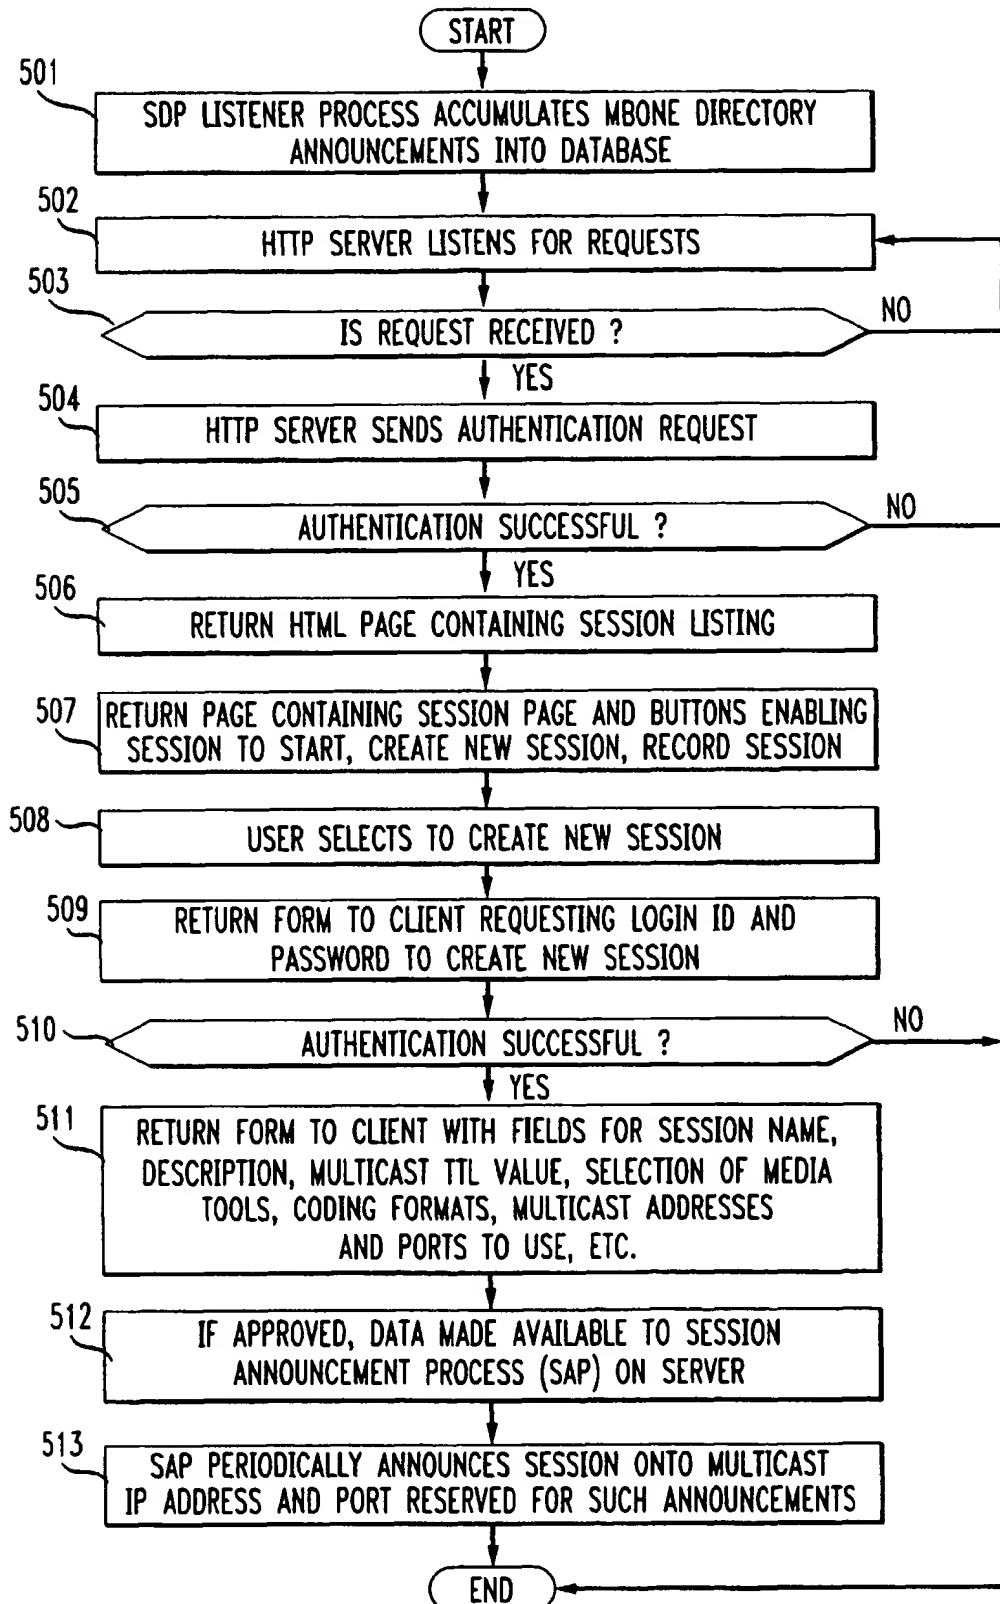 START
501
SDP LISTENER PROCESS ACCUMULATES MBONE DIRECTORY
ANNOUNCEMENTS INTO DATABASE
502
HTTP SERVER LISTENS FOR REQUESTS
503
IS REQUEST RECEIVED ?
NO
YES
504
HTTP SERVER SENDS AUTHENTICATION REQUEST
505
AUTHENTICATION SUCCESSFUL ?
NO
YES
506
RETURN HTML PAGE CONTAINING SESSION LISTING
507
RETURN PAGE CONTAINING SESSION PAGE AND BUTTONS ENABLING
SESSION TO START, CREATE NEW SESSION, RECORD SESSION
508
USER SELECTS TO CREATE NEW SESSION
509
RETURN FORM TO CLIENT REQUESTING LOGIN ID AND
PASSWORD TO CREATE NEW SESSION
510
AUTHENTICATION SUCCESSFUL ?
NO
YES
511
RETURN FORM TO CLIENT WITH FIELDS FOR SESSION NAME,
DESCRIPTION, MULTICAST TTL VALUE, SELECTION OF MEDIA
TOOLS, CODING FORMATS, MULTICAST ADDRESSES
AND PORTS TO USE, ETC.
512
IF APPROVED, DATA MADE AVAILABLE TO SESSION
ANNOUNCEMENT PROCESS (SAP) ON SERVER
513
SAP PERIODICALLY ANNOUNCES SESSION ONTO MULTICAST
IP ADDRESS AND PORT RESERVED FOR SUCH ANNOUNCEMENTS
END